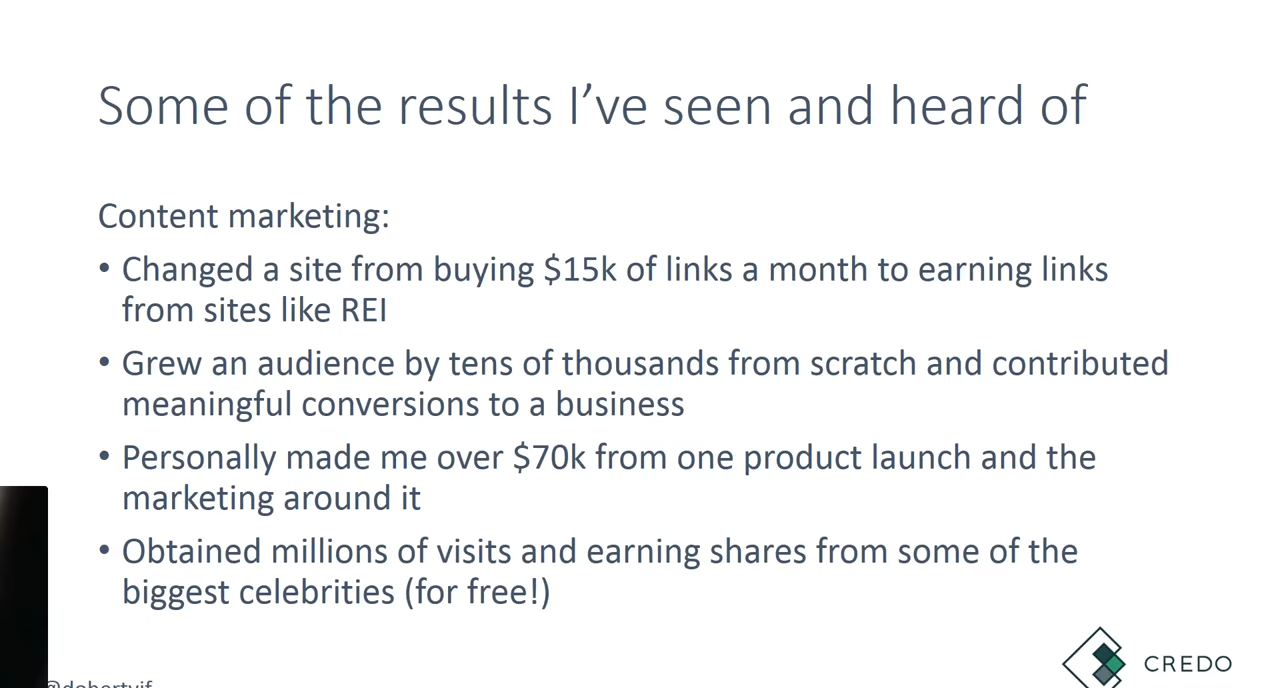 Some of the results I've seen and heard of
Content marketing:
• Changed a site from buying $15k of links a month to earning links
from sites like REI
• Grew an audience by tens of thousands from scratch and contributed
meaningful conversions to a business
• Personally made me over $70k from one product launch and the
marketing around it
• Obtained millions of visits and earning shares from some of the
biggest celebrities (for free!)
CREDO